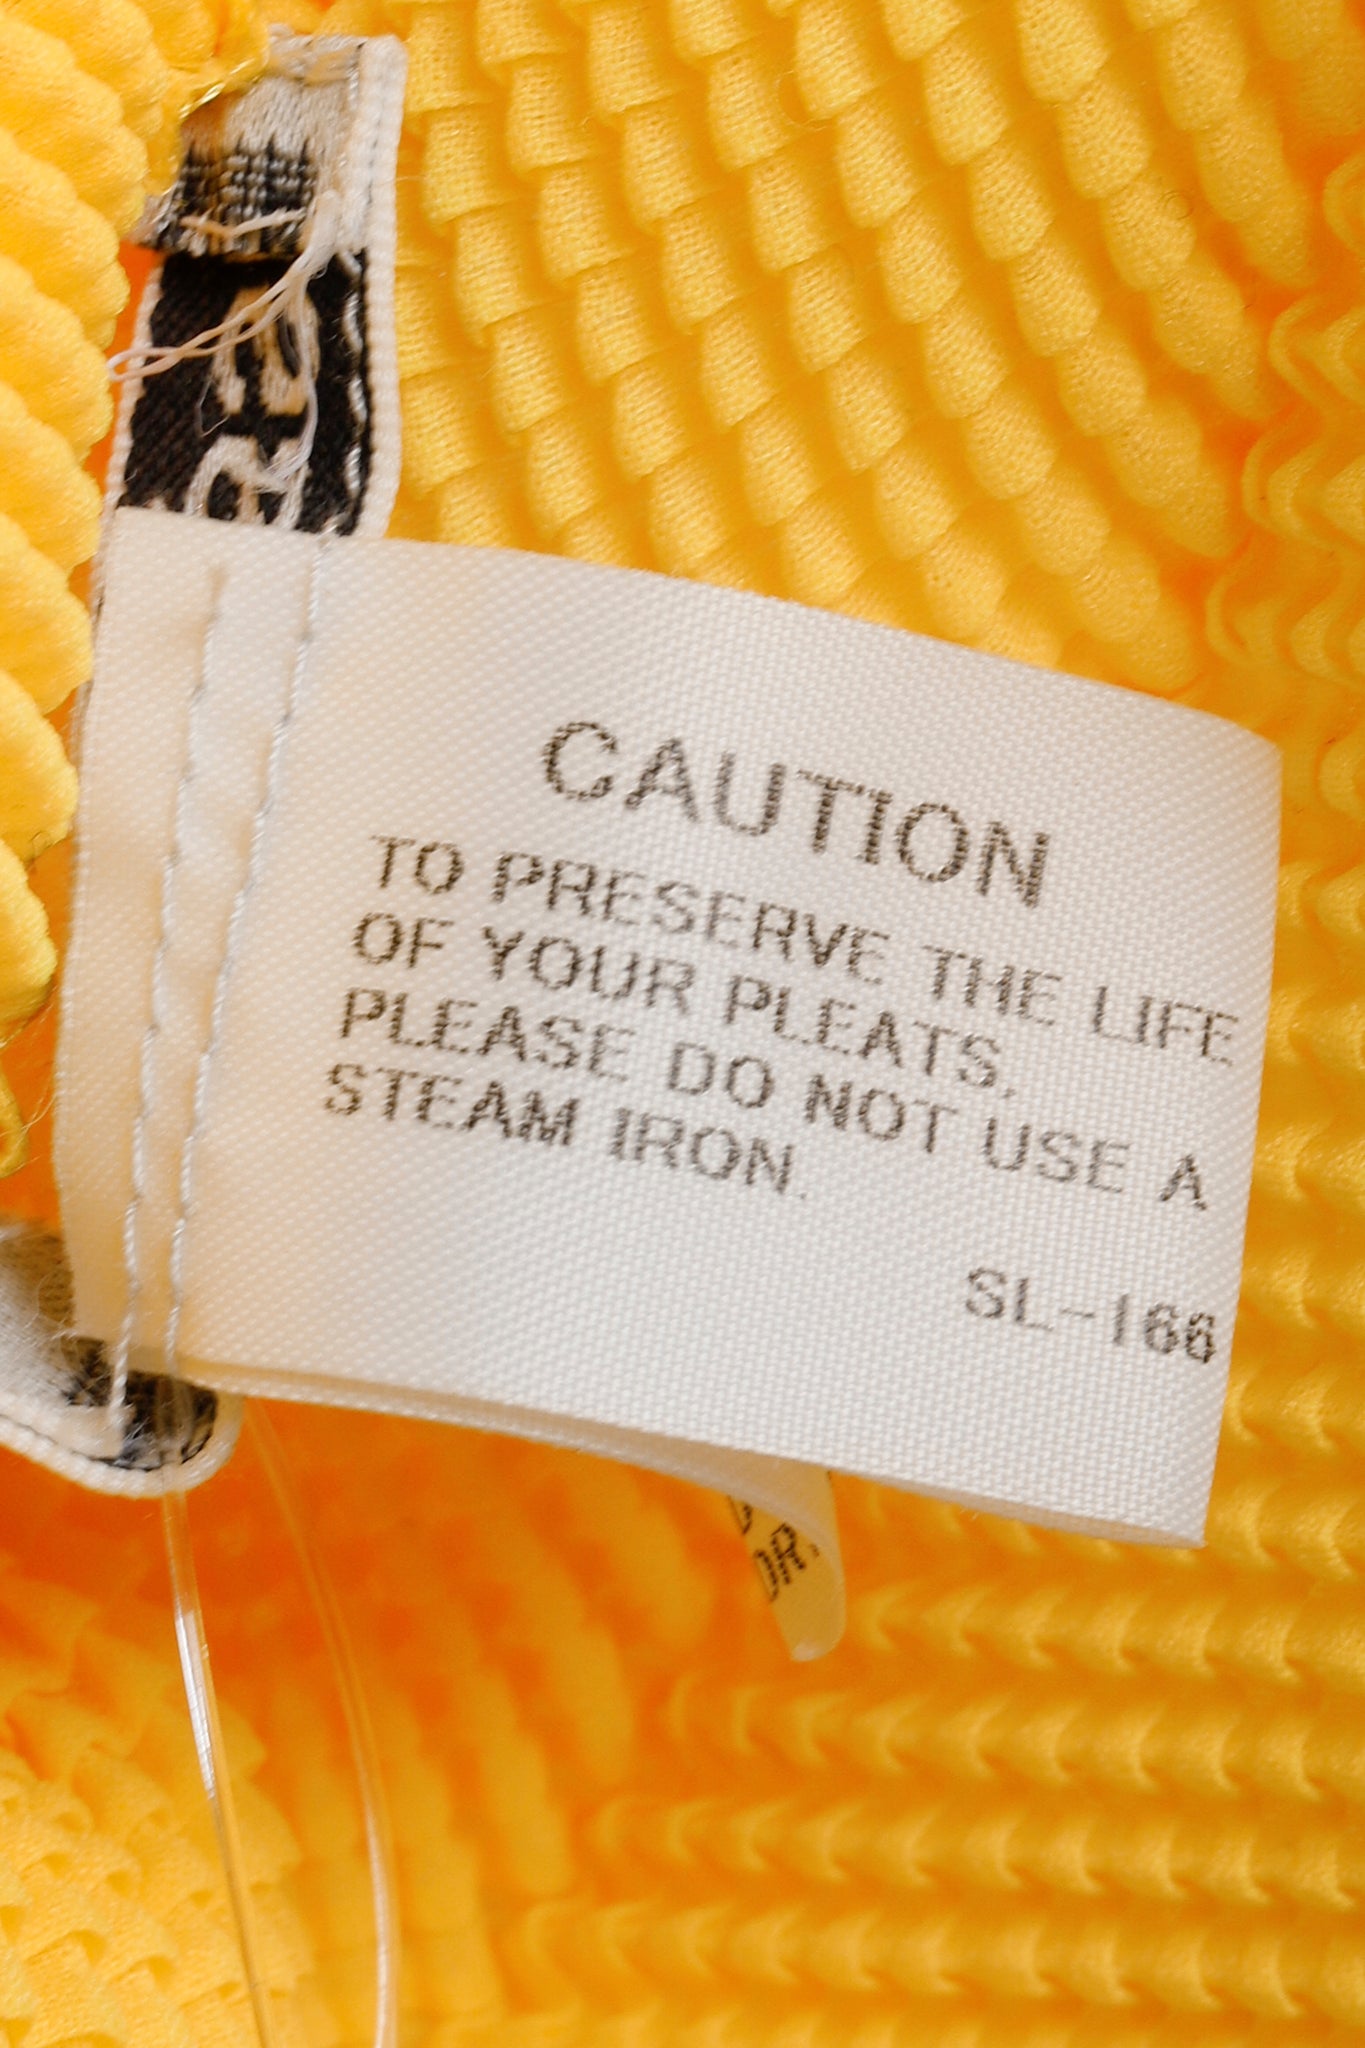 CAUTION
TO PRESERVE THE LIFE
OF YOUR PLEATS.
PLEASE DO NOT USE A
STEAM IRON.
SL-166